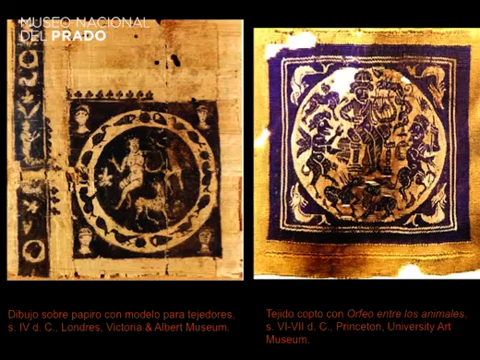 MUSEO NACIONAL
DEL PRADO
Dibujo sobre papiro con modelo para tejedores,
s. IV d. C., Londres, Victoria & Albert Museum.
Tejido copto con Orfeo entre los animales,
s. VI-VII d. C., Princeton, University Art
Museum.